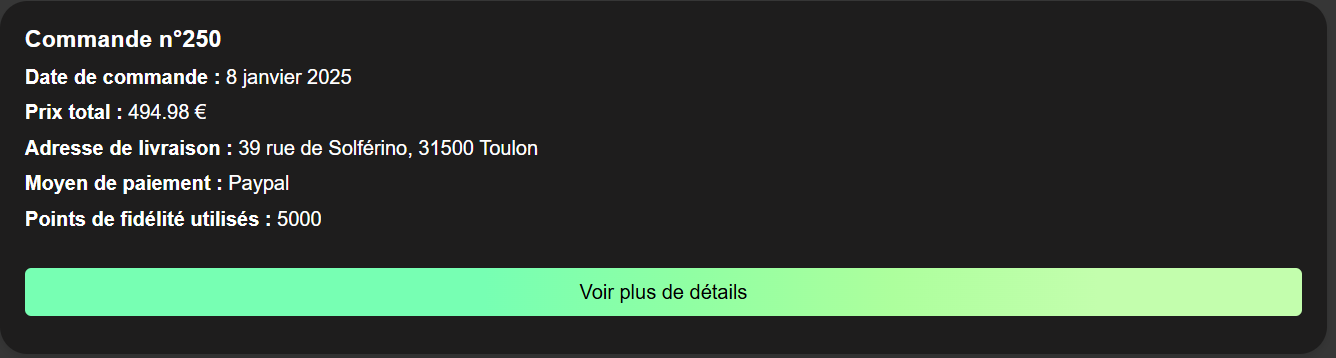 Commande n°250
Date de commande : 8 janvier 2025
Prix total : 494.98 €
Adresse de livraison : 39 rue de Solférino, 31500 Toulon
Moyen de paiement : Paypal
Points de fidélité utilisés : 5000
Voir plus de détails